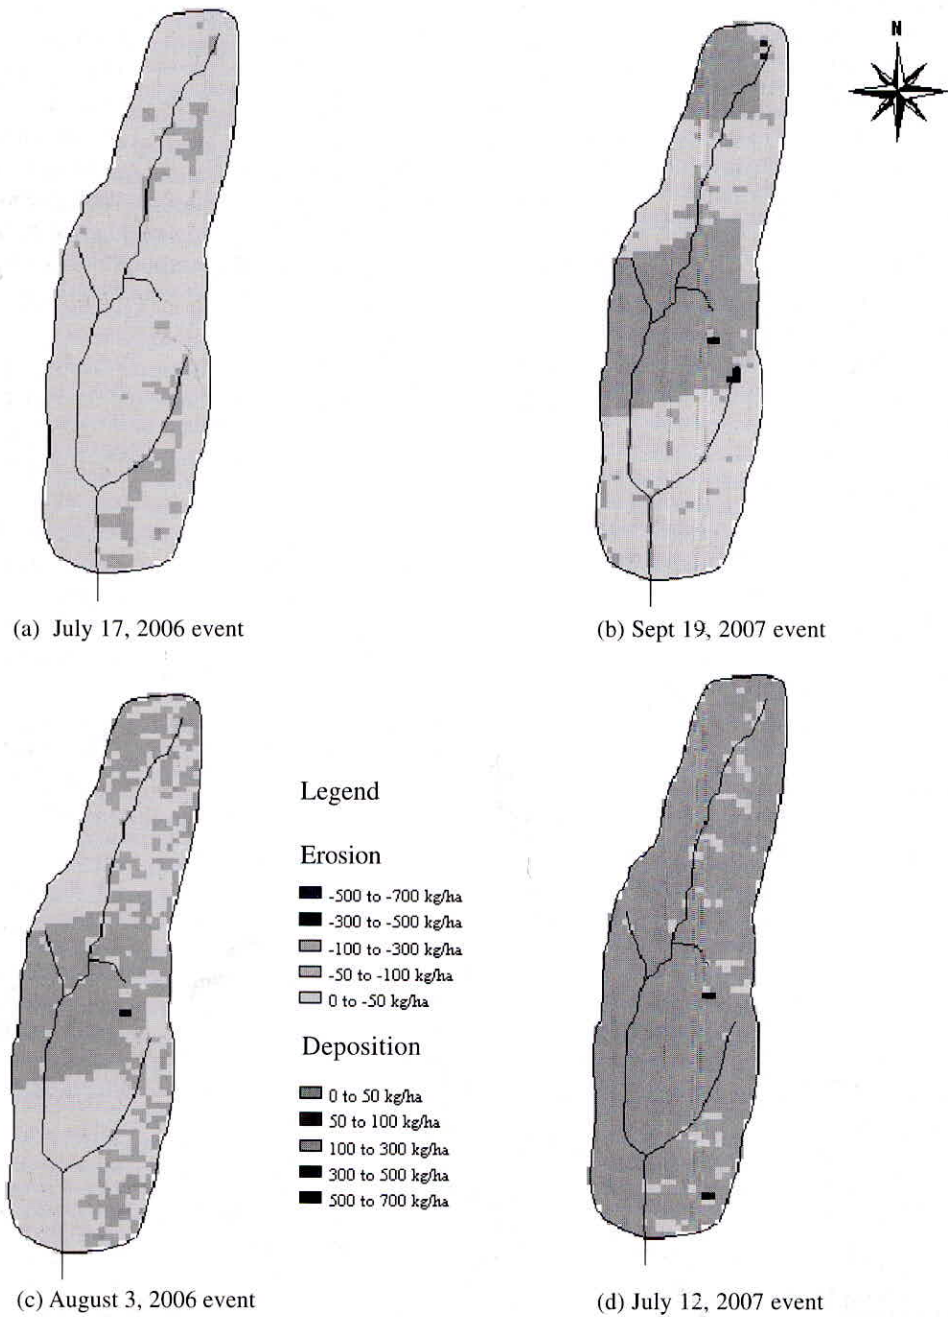 N
(a) July 17, 2006 event
(b) Sept 19, 2007 event
Legend
Erosion
-500 to -700 kg/ha
-300 to -500 kg/ha
-100 to -300 kg/ha
-50 to -100 kg/ha
0 to -50 kg/ha
Deposition
0 to 50 kg/ha
50 to 100 kg/ha
100 to 300 kg/ha
300 to 500 kg/ha
500 to 700 kg/ha
(c) August 3, 2006 event
(d) July 12, 2007 event